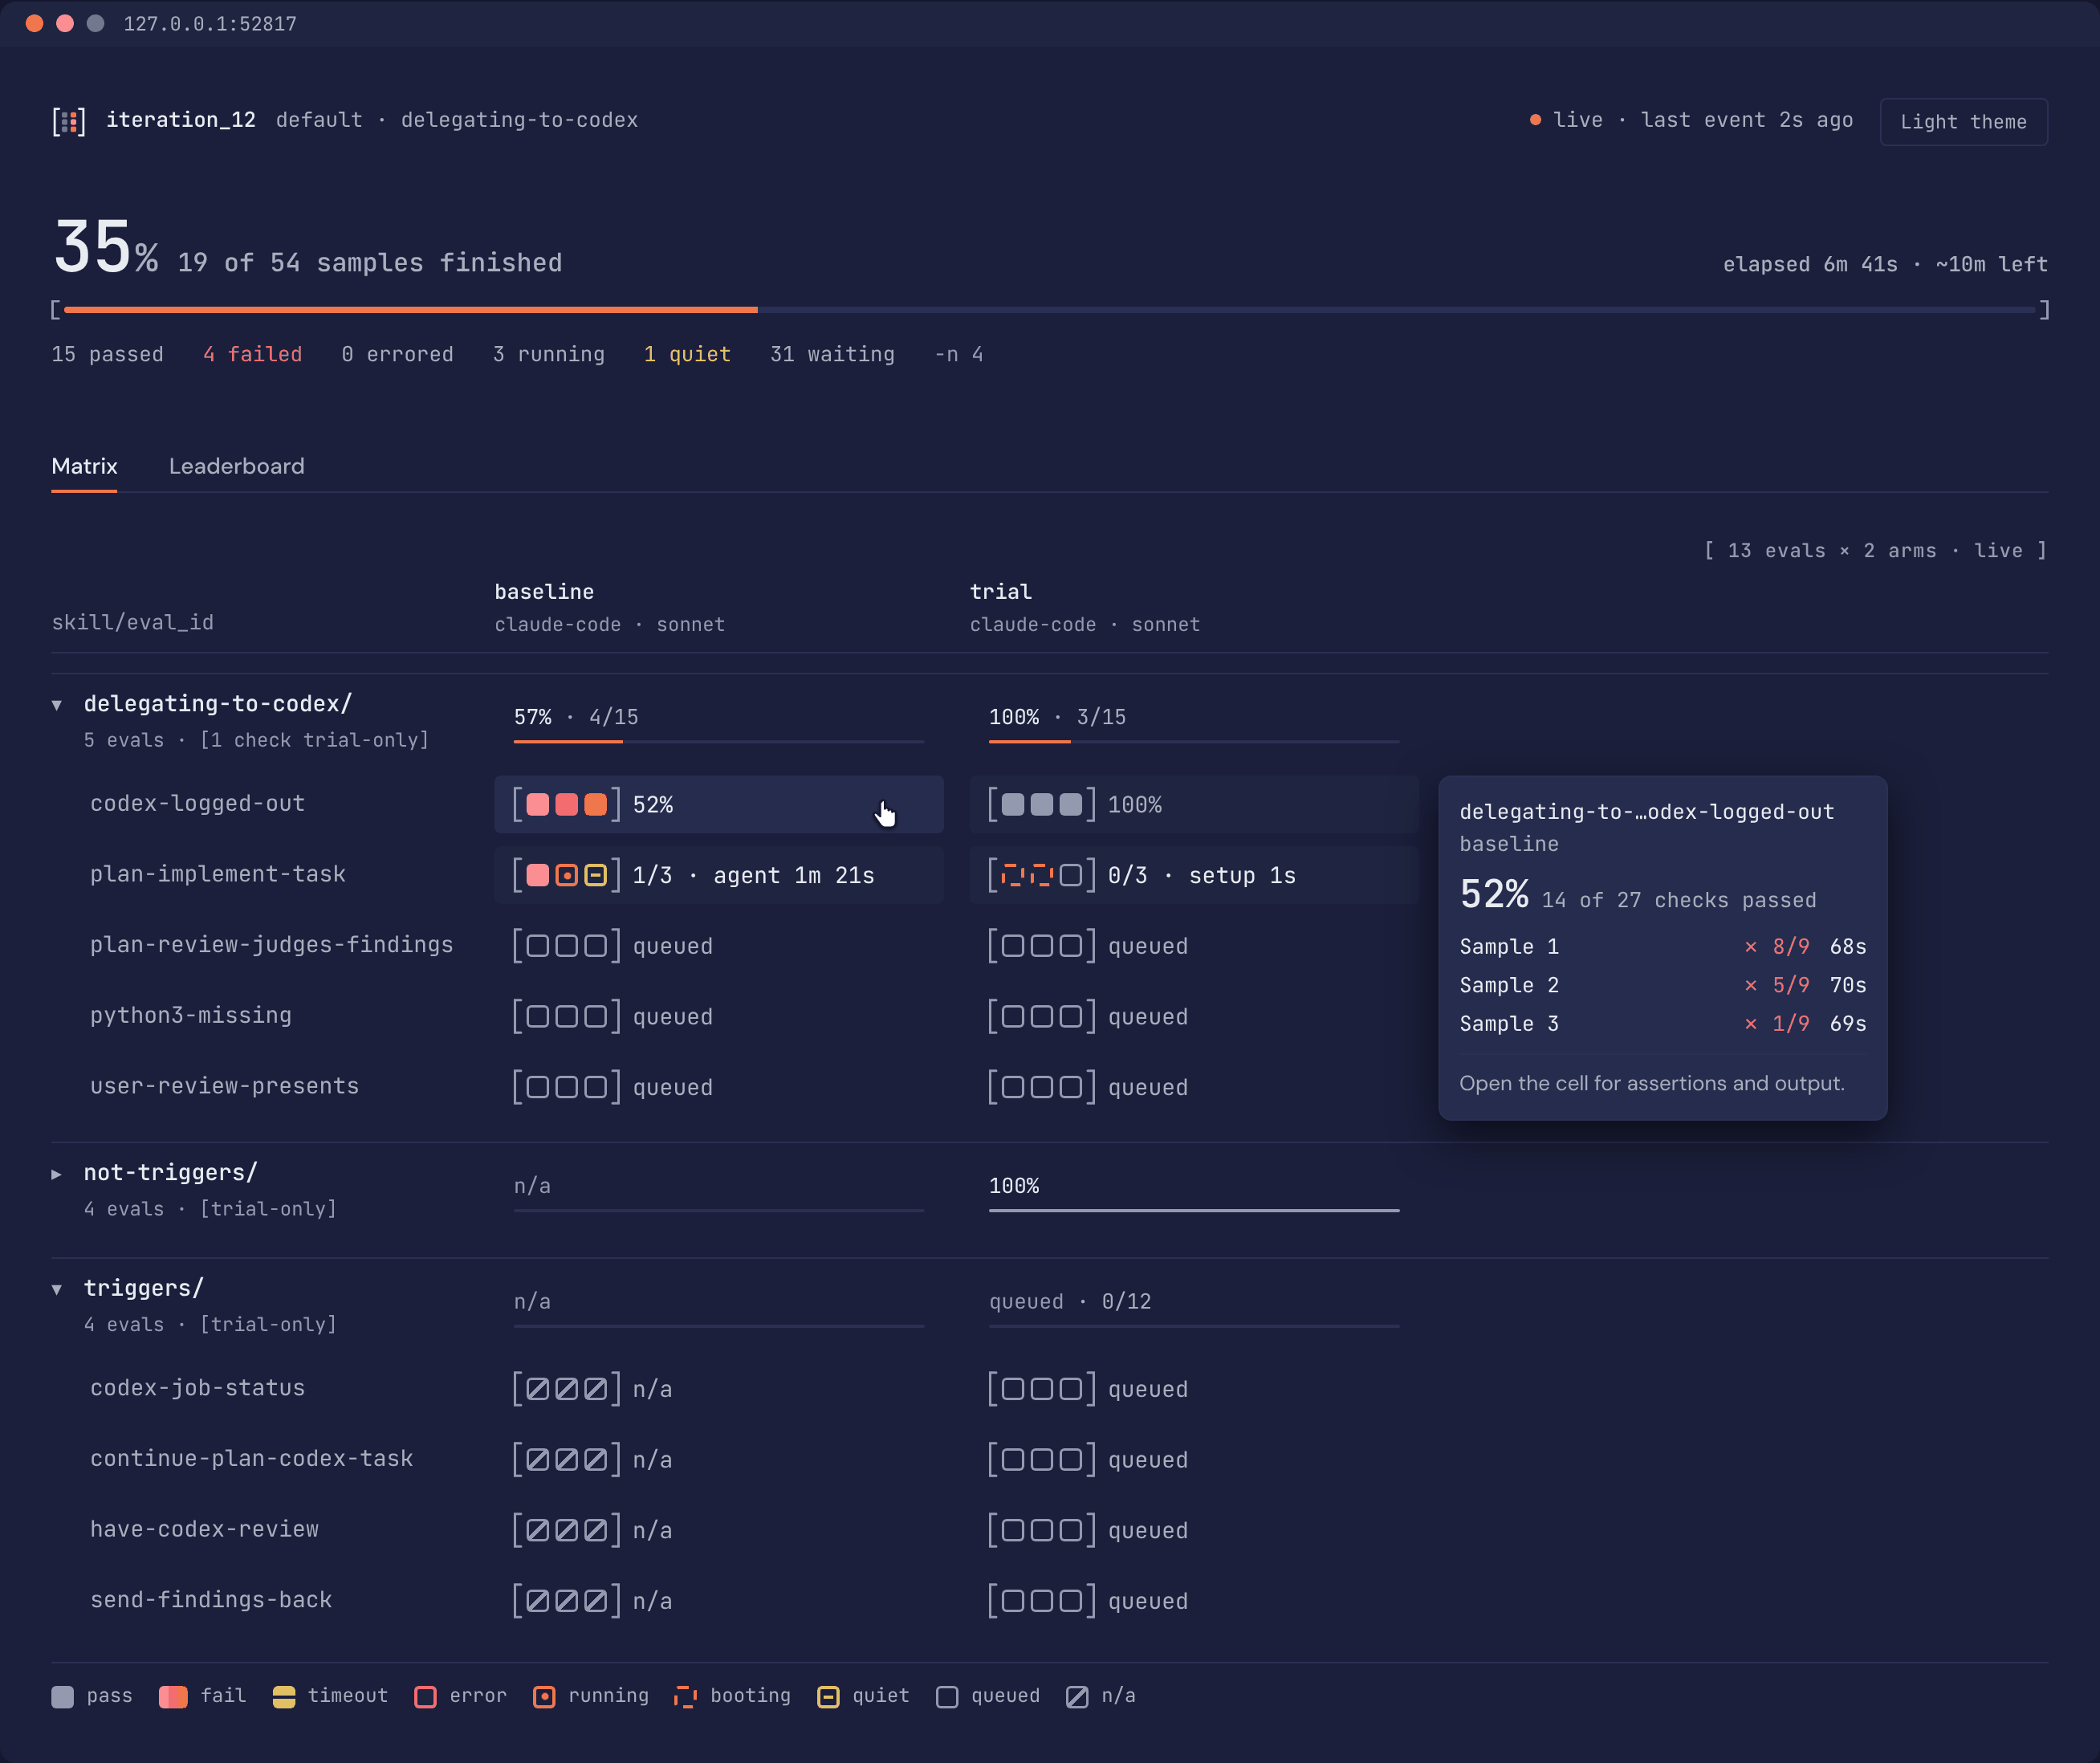 127.0.0.1:52817
iteration_12 default · delegating-to-codex
live · last event 2s ago
Light theme
35% 19 of 54 samples finished
elapsed 6m 41s · ~10m left
15 passed 4 failed 0 errored 3 running 1 quiet 31 waiting -n 4
Matrix Leaderboard
[ 13 evals × 2 arms · live ]
skill/eval_id
baseline
claude-code · sonnet
trial
claude-code · sonnet
▼ delegating-to-codex/
5 evals · [1 check trial-only]
57% · 4/15
100% · 3/15
codex-logged-out
52%
100%
plan-implement-task
1/3 · agent 1m 21s
0/3 · setup 1s
plan-review-judges-findings
queued
queued
python3-missing
queued
queued
user-review-presents
queued
queued
delegating-to-…odex-logged-out
baseline
52% 14 of 27 checks passed
Sample 1 × 8/9 68s
Sample 2 × 5/9 70s
Sample 3 × 1/9 69s
Open the cell for assertions and output.
▶ not-triggers/
4 evals · [trial-only]
n/a
100%
▼ triggers/
4 evals · [trial-only]
n/a
queued · 0/12
codex-job-status
n/a
queued
continue-plan-codex-task
n/a
queued
have-codex-review
n/a
queued
send-findings-back
n/a
queued
pass fail timeout error running booting quiet queued n/a